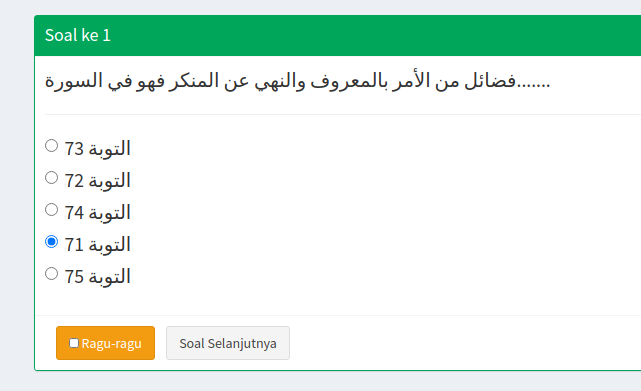 Soal ke 1
فضائل من الأمر بالمعروف والنهي عن المنكر فهو في السورة.......
التوبة 73
التوبة 72
التوبة 74
التوبة 71
التوبة 75
Ragu-ragu
Soal Selanjutnya